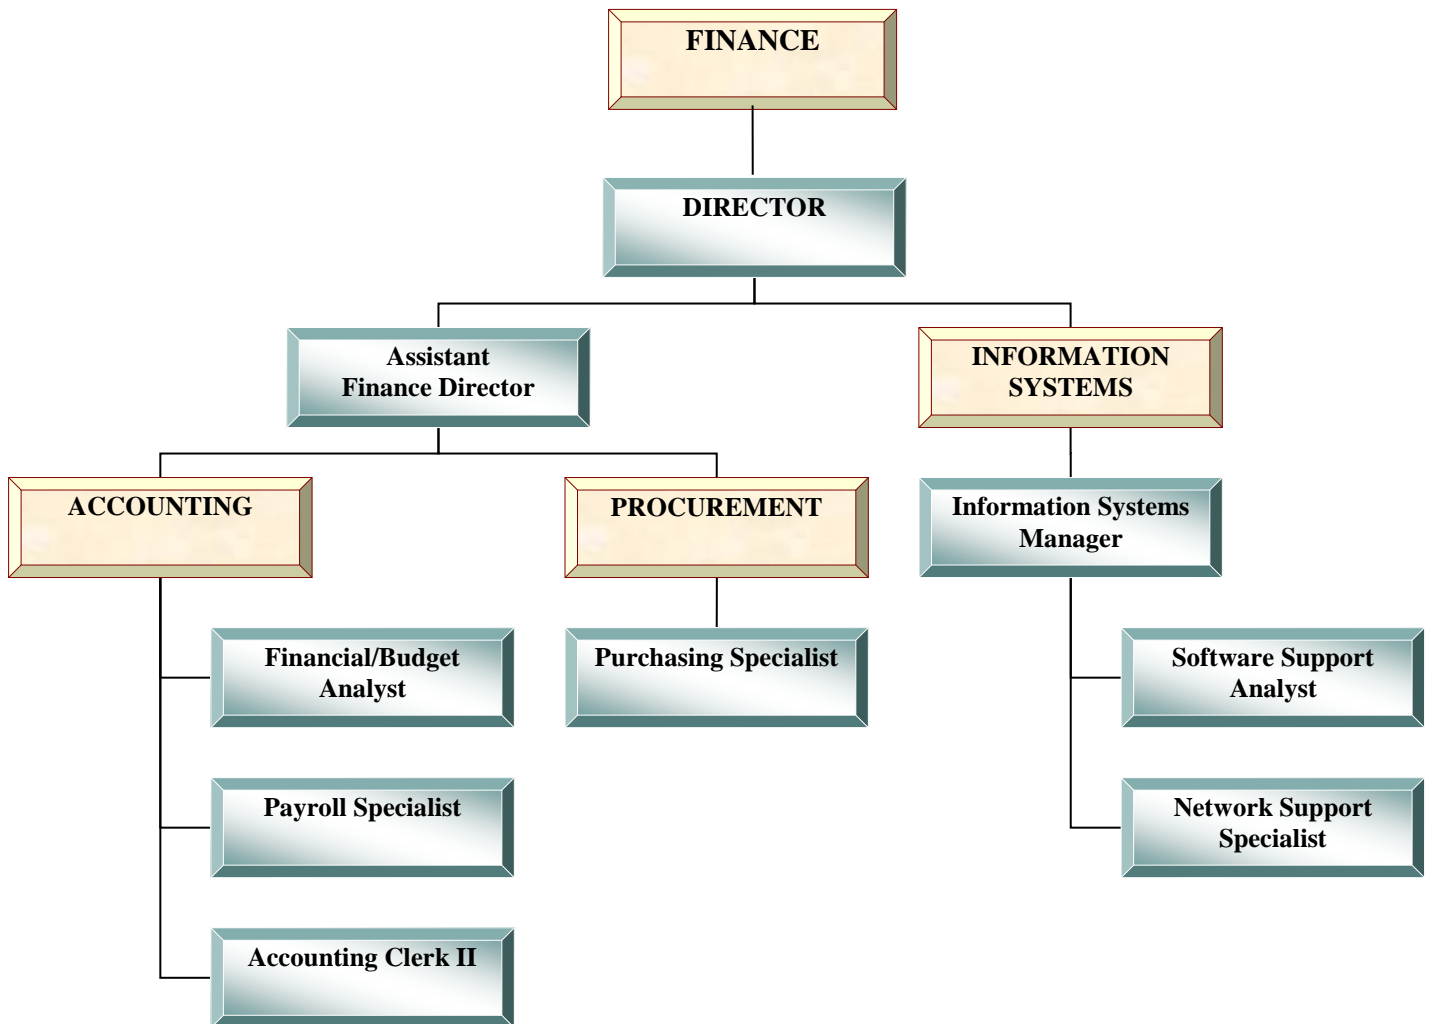 FINANCE
DIRECTOR
Assistant
Finance Director
INFORMATION
SYSTEMS
ACCOUNTING
PROCUREMENT
Information Systems
Manager
Financial/Budget
Analyst
Purchasing Specialist
Software Support
Analyst
Payroll Specialist
Network Support
Specialist
Accounting Clerk II